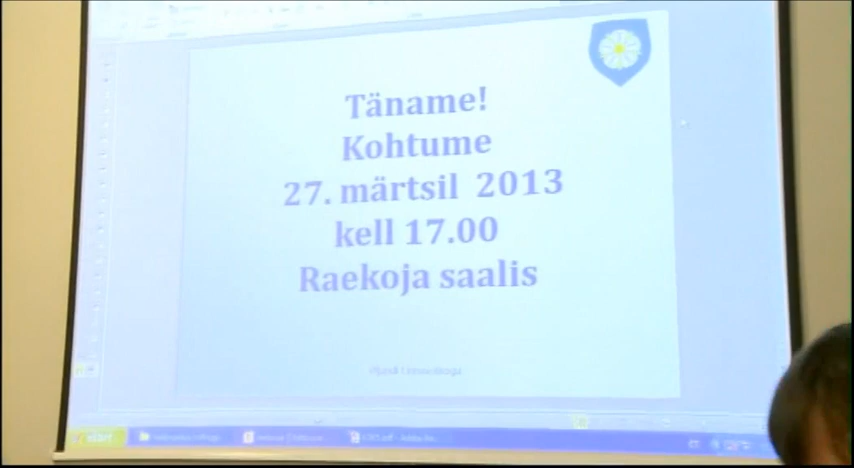 Täname!
Kohtume
27. märtsil 2013
kell 17.00
Raekoja saalis